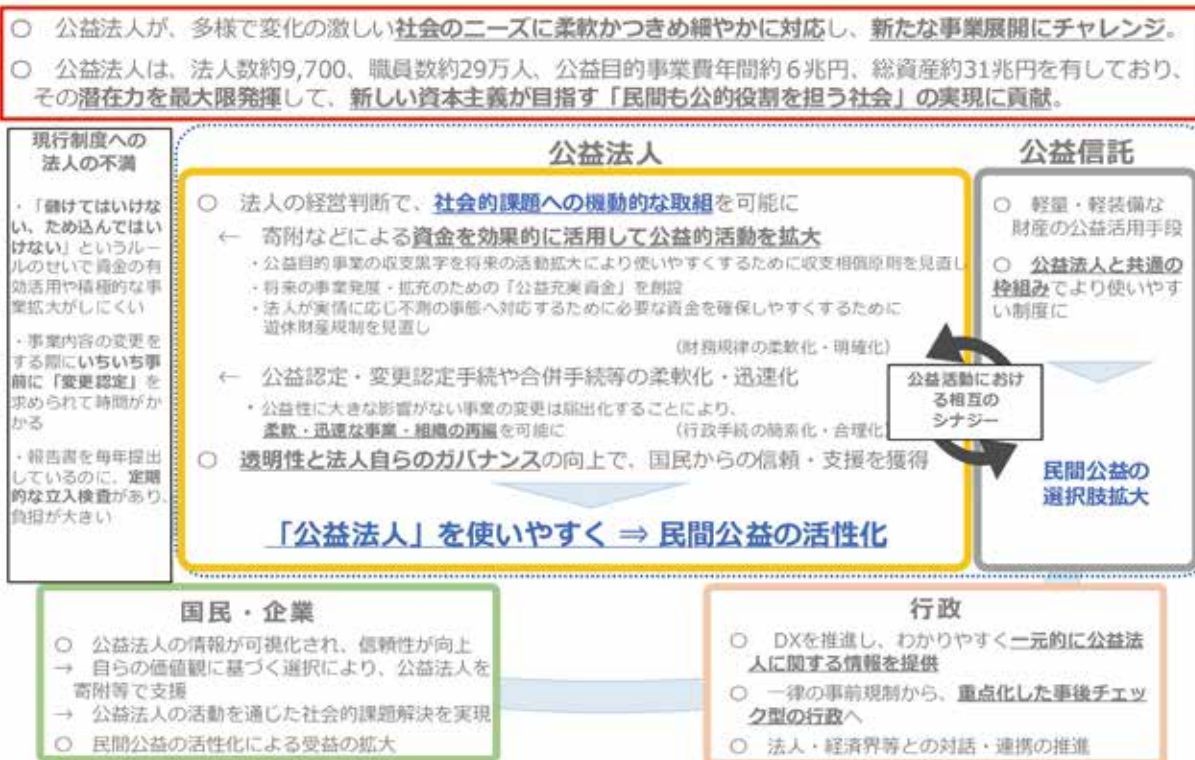 ○ 公益法人が、多様で変化の激しい社会のニーズに柔軟かつきめ細やかに対応し、新たな事業展開にチャレンジ。
○ 公益法人は、法人数約9,700、職員数約29万人、公益目的事業費年間約６兆円、総資産約31兆円を有しており、
その潜在力を最大限発揮して、新しい資本主義が目指す「民間も公的役割を担う社会」の実現に貢献。
現行制度への
法人の不満
・「儲けてはいけな
い、ため込んではい
けない」というルー
ルのせいで資金の有
効活用や積極的な事
業拡大がしにくい
・事業内容の変更を
する際にいちいち事
前に「変更認定」を
求められて時間がか
かる
・報告書を毎年提出
しているのに、定期
的な立入検査があり、
負担が大きい
公益法人
○ 法人の経営判断で、社会的課題への機動的な取組を可能に
← 寄附などによる資金を効果的に活用して公益的活動を拡大
・公益目的事業の収支黒字を将来の活動拡大により使いやすくするために収支相償原則を見直し
・将来の事業発展・拡充のための「公益充実資金」を創設
・法人が実情に応じ不測の事態へ対応するために必要な資金を確保しやすくするために
遊休財産規制を見直し
（財務規律の柔軟化・明確化）
← 公益認定・変更認定手続や合併手続等の柔軟化・迅速化
・公益性に大きな影響がない事業の変更は届出化することにより、
柔軟・迅速な事業・組織の再編を可能に
（行政手続の簡素化・合理化）
○ 透明性と法人自らのガバナンスの向上で、国民からの信頼・支援を獲得
「公益法人」を使いやすく ⇒ 民間公益の活性化
公益信託
○ 軽量・軽装備な
財産の公益活用手段
○ 公益法人と共通の
枠組みでより使いやす
い制度に
公益活動におけ
る相互の
シナジー
民間公益の
選択肢拡大
国民・企業
○ 公益法人の情報が可視化され、信頼性が向上
→ 自らの価値観に基づく選択により、公益法人を
寄附等で支援
→ 公益法人の活動を通じた社会的課題解決を実現
○ 民間公益の活性化による受益の拡大
行政
○ DXを推進し、わかりやすく一元的に公益法
人に関する情報を提供
○ 一律の事前規制から、重点化した事後チェッ
ク型の行政へ
○ 法人・経済界等との対話・連携の推進